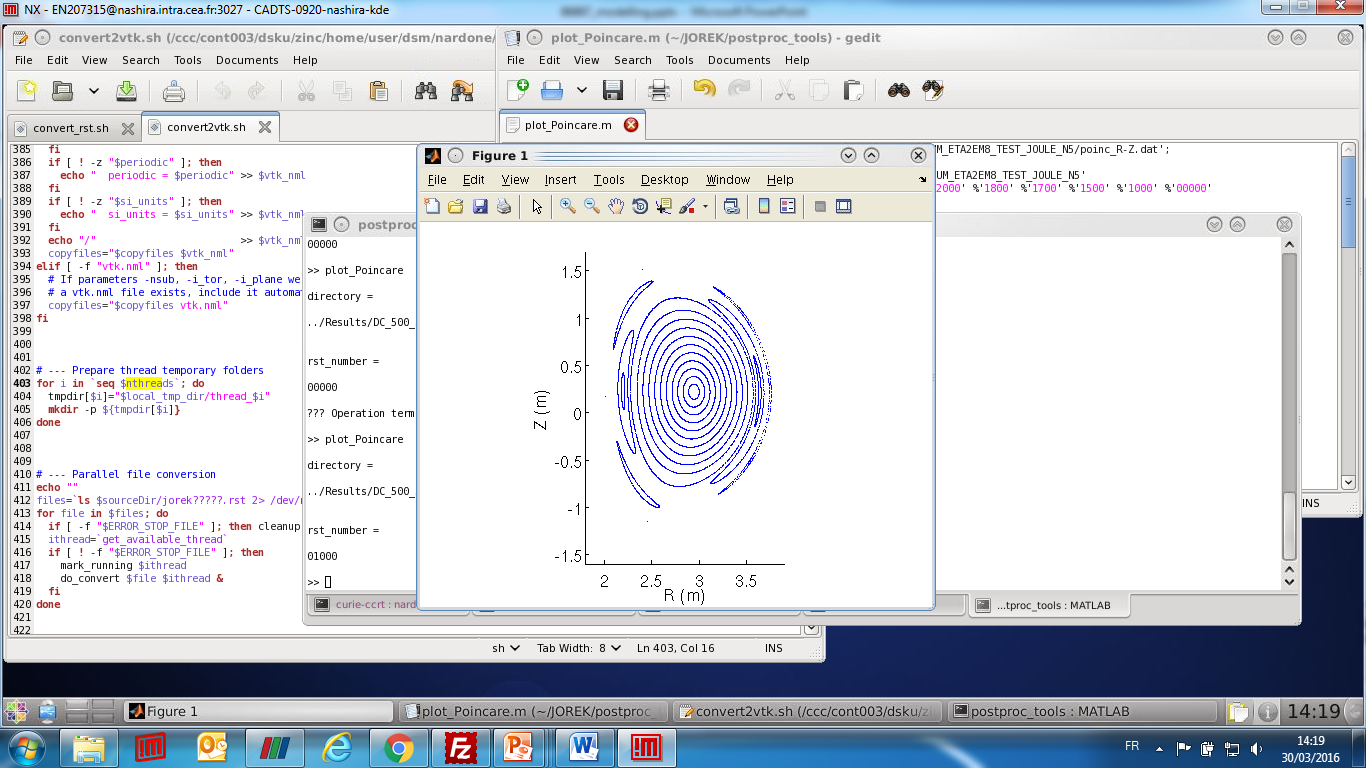 NX - EN207315@nashira.intra.cea.fr:3027 - CADTS-0920-nashira-kde
convert2vtk.sh (/ccc/cont003/dsku/zinc/home/user/dsm/nardone/
File Edit View Search Tools Documents Help
convert_rst.sh
convert2vtk.sh
385 fi
386 if [ ! -z "$periodic" ]; then
387 echo " periodic = $periodic" >> $vtk_nml
388 fi
389 if [ ! -z "$si_units" ]; then
390 echo " si_units = $si_units" >> $vtk_nml
391 fi
392 echo "/" >> $vtk_nml
393 copyfiles="$copyfiles $vtk_nml"
394 elif [ -f "vtk.nml" ]; then
395 # If parameters -nsub, -i_tor, -i_plane we
396 # a vtk.nml file exists, include it automat
397 copyfiles="$copyfiles vtk.nml"
398 fi
399
400
401
402 # --- Prepare thread temporary folders
403 for i in `seq $nthreads`; do
404 tmpdir[$i]="$local_tmp_dir/thread_$i"
405 mkdir -p ${tmpdir[$i]}
406 done
407
408
409
410 # --- Parallel file conversion
411 echo ""
412 files=`ls $sourceDir/jorek?????.rst 2> /dev/n
413 for file in $files; do
414 if [ -f "$ERROR_STOP_FILE" ]; then cleanup
415 ithread=`get_available_thread`
416 if [ ! -f "$ERROR_STOP_FILE" ]; then
417 mark_running $ithread
418 do_convert $file $ithread &
419 fi
420 done
421
422
sh Tab Width: 8 Ln 403, Col 16 INS
plot_Poincare.m (~/JOREK/postproc_tools) - gedit
File Edit View Search Tools Documents Help
plot_Poincare.m
UM_ETA2EM8_TEST_JOULE_N5/poinc_R-Z.dat';
UM_ETA2EM8_TEST_JOULE_N5'
2000' %'1800' %'1700' %'1500' %'1000' %'00000'
INS
postproc
00000
>> plot_Poincare
directory =
../Results/DC_500_
rst_number =
00000
??? Operation term
>> plot_Poincare
directory =
../Results/DC_500_
rst_number =
01000
>>
curie-ccrt : nard
...tproc_tools : MATLAB
Figure 1
File Edit View Insert Tools Desktop Window Help
1.5
1
0.5
0
-0.5
-1
-1.5
Z (m)
2 2.5 3 3.5
R (m)
Figure 1
plot_Poincare.m (~/JOREK/postproc_
convert2vtk.sh (/ccc/cont003/dsku/zi
postproc_tools : MATLAB
14:19
FR
14:19
30/03/2016